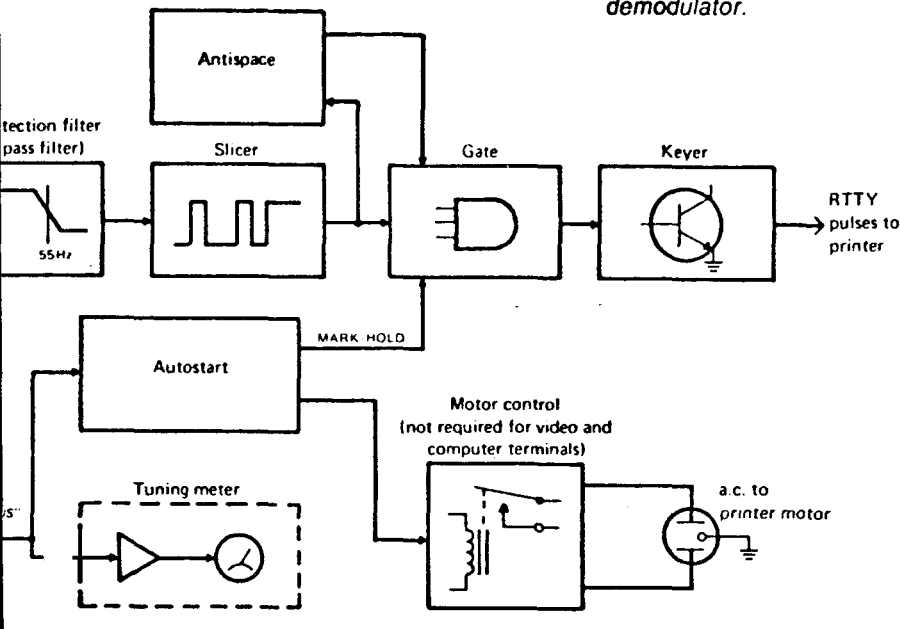 demodulator.
Antispace
tection filter
pass filter)
Slicer
Gate
Keyer
55Hz
RTTY
pulses to
printer
MARK HOLD
Autostart
Motor control
(not required for video and
computer terminals)
Tuning meter
us"
a.c. to
printer motor